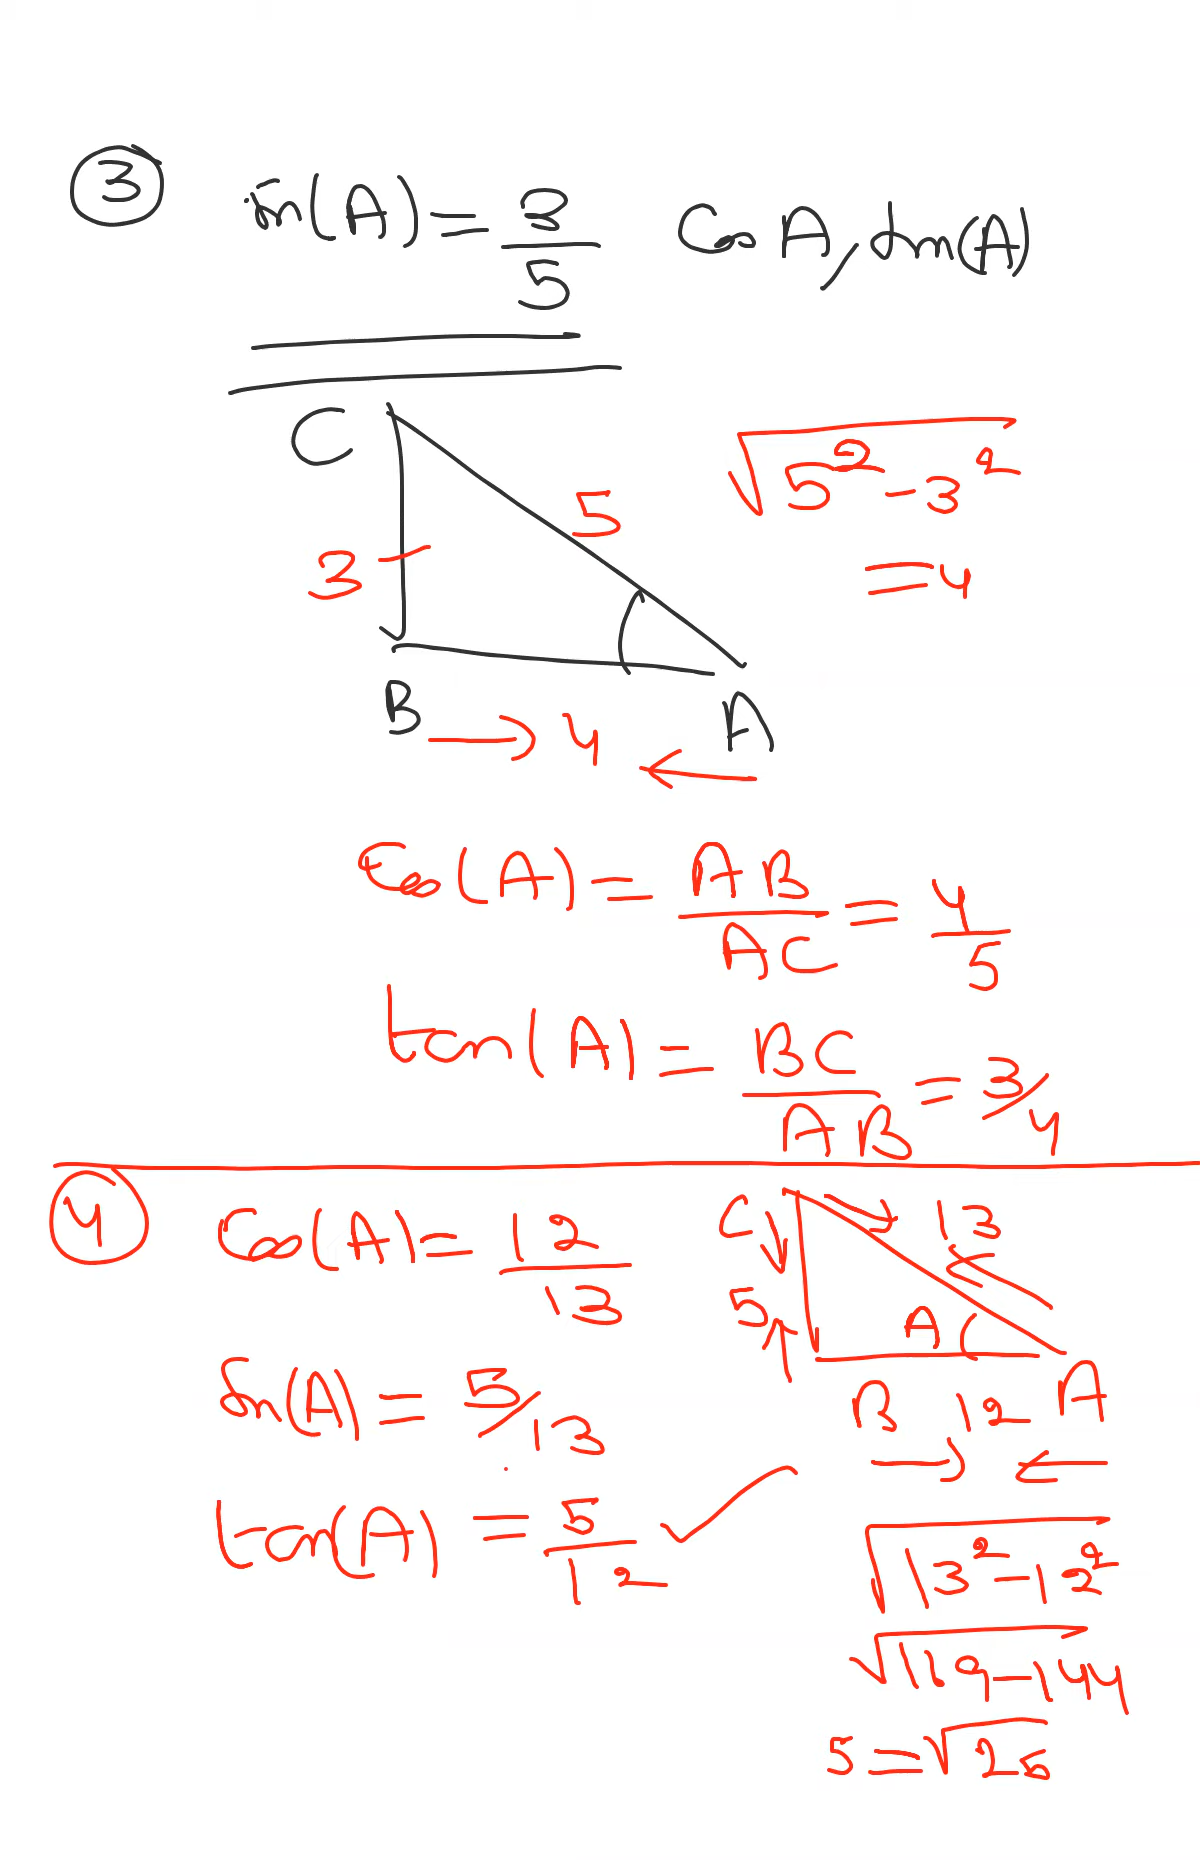 ③ sin(A) = 3/5 Cos A, tan(A)
C
5
3
√5² - 3²
= 4
B → 4 ← A
Cos(A) = AB/AC = 4/5
tan(A) = BC/AB = 3/4
④ Cos(A) = 12/13
sin(A) = 5/13
tan(A) = 5/12 ✓
C 13
5 A
B 12 A
√13² - 12²
√169 - 144
5 = √25